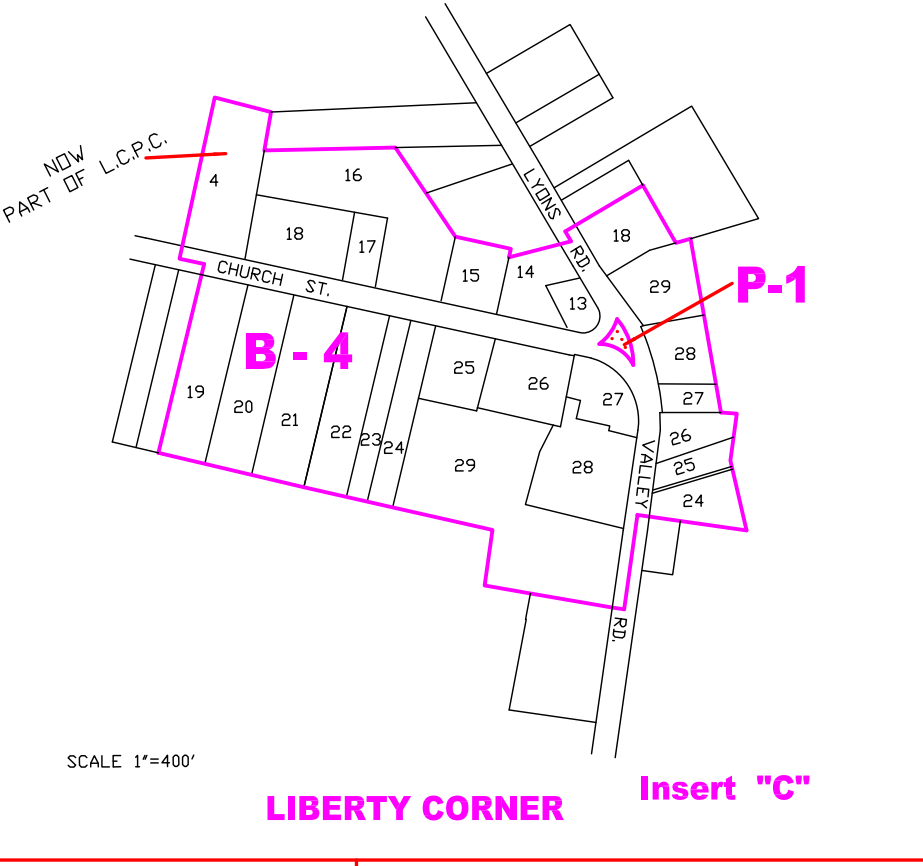 NOW
PART OF L.C.P.C.
4
16
LYONS
RD.
18
18
17
CHURCH ST.
15
14
13
29
P-1
B - 4
28
25
26
27
27
19
20
21
22
23
24
29
28
VALLEY
RD.
26
25
24
SCALE 1"=400'
LIBERTY CORNER
Insert "C"